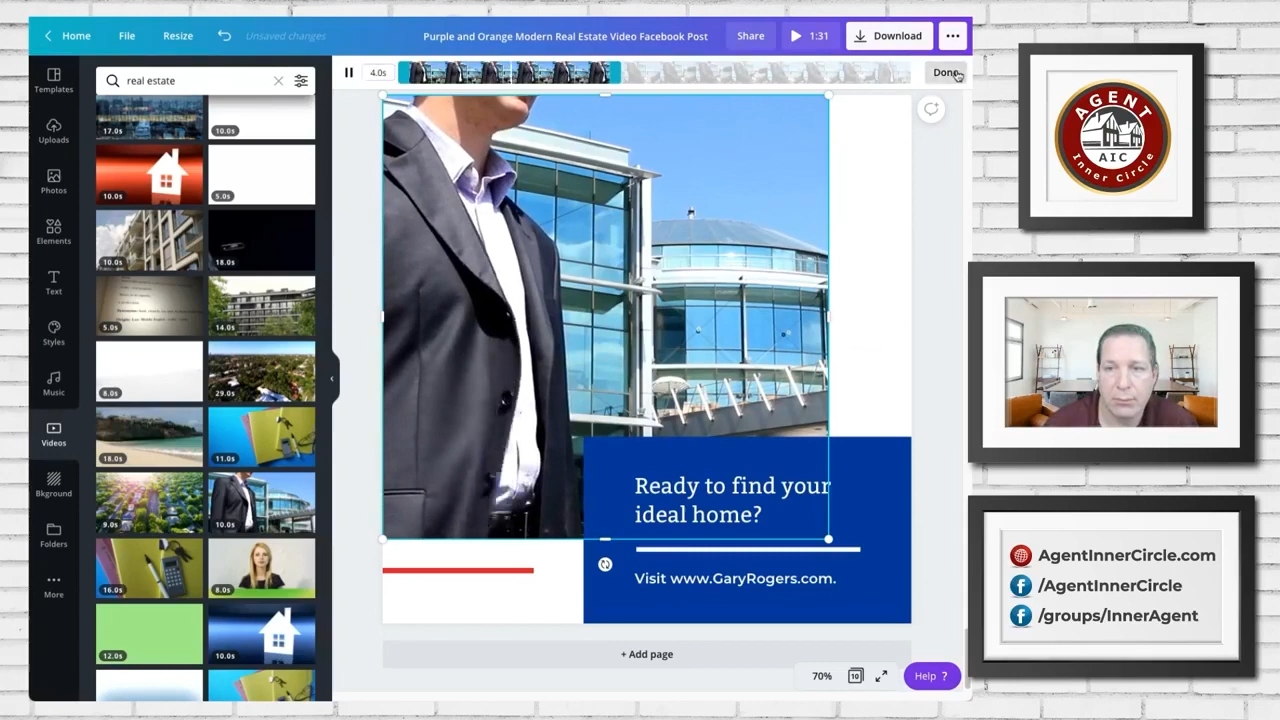 Home
File
Resize
Unsaved changes
Purple and Orange Modern Real Estate Video Facebook Post
Share
1:31
Download
4.0s
Done
Templates
Uploads
Photos
Elements
Text
Styles
Music
Videos
Bkground
Folders
More
real estate
17.0s
10.0s
10.0s
5.0s
10.0s
18.0s
5.0s
14.0s
8.0s
29.0s
18.0s
11.0s
9.0s
10.0s
16.0s
8.0s
12.0s
10.0s
Ready to find your
ideal home?
Visit www.GaryRogers.com.
+ Add page
70%
10
Help ?
AGENT
AIC
Inner Circle
AgentInnerCircle.com
/AgentInnerCircle
/groups/InnerAgent